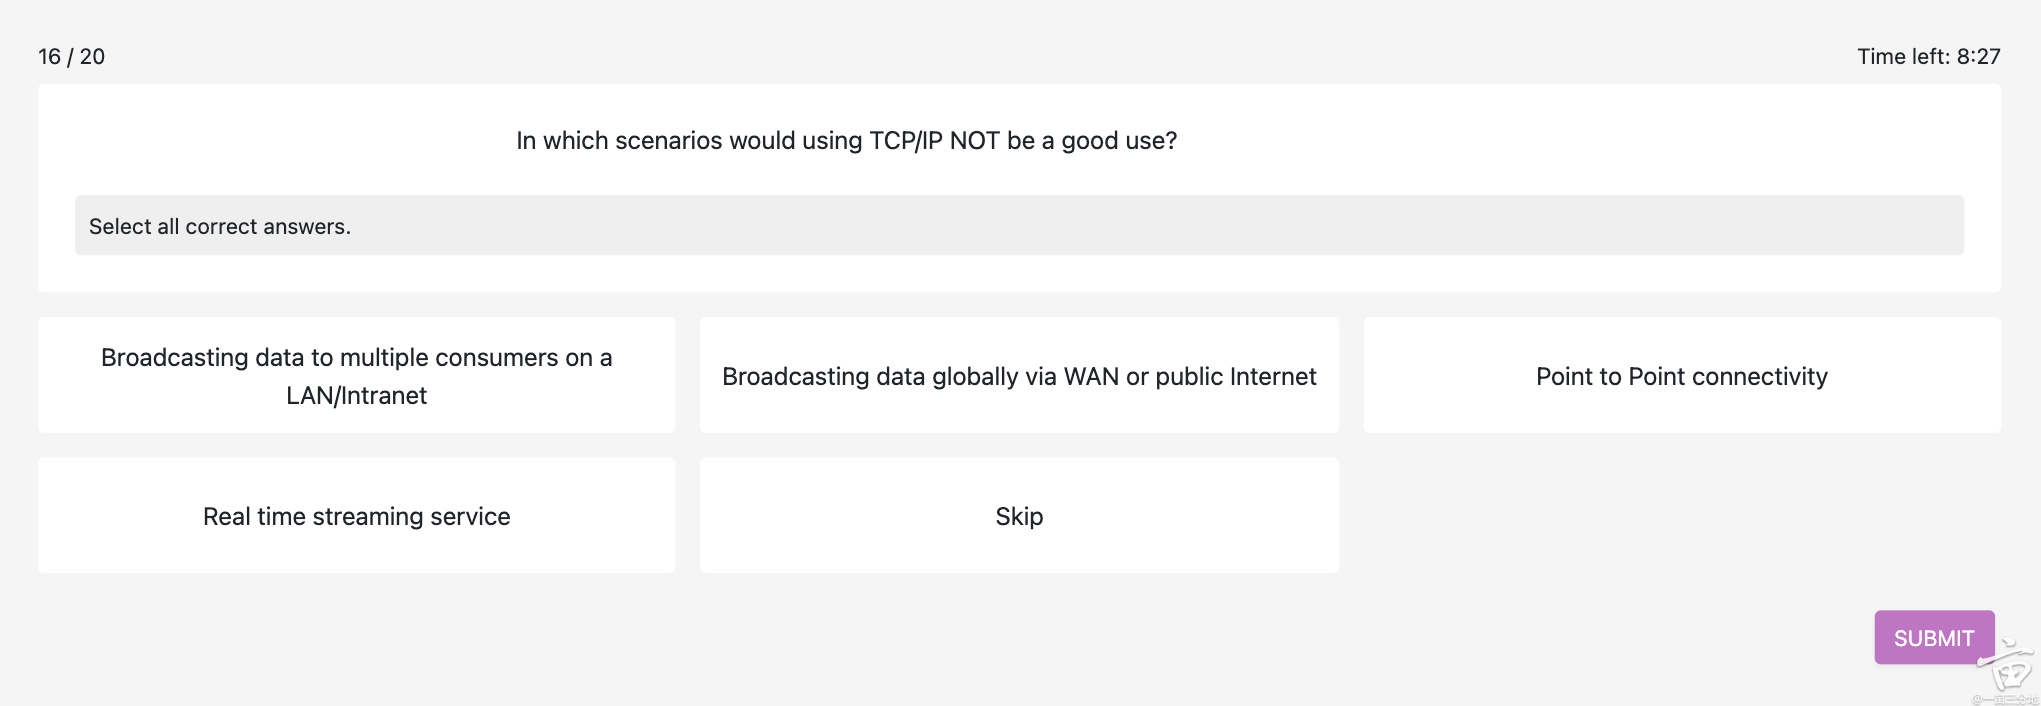 16 / 20
Time left: 8:27
In which scenarios would using TCP/IP NOT be a good use?
Select all correct answers.
Broadcasting data to multiple consumers on a
LAN/Intranet
Broadcasting data globally via WAN or public Internet
Point to Point connectivity
Real time streaming service
Skip
SUBMIT